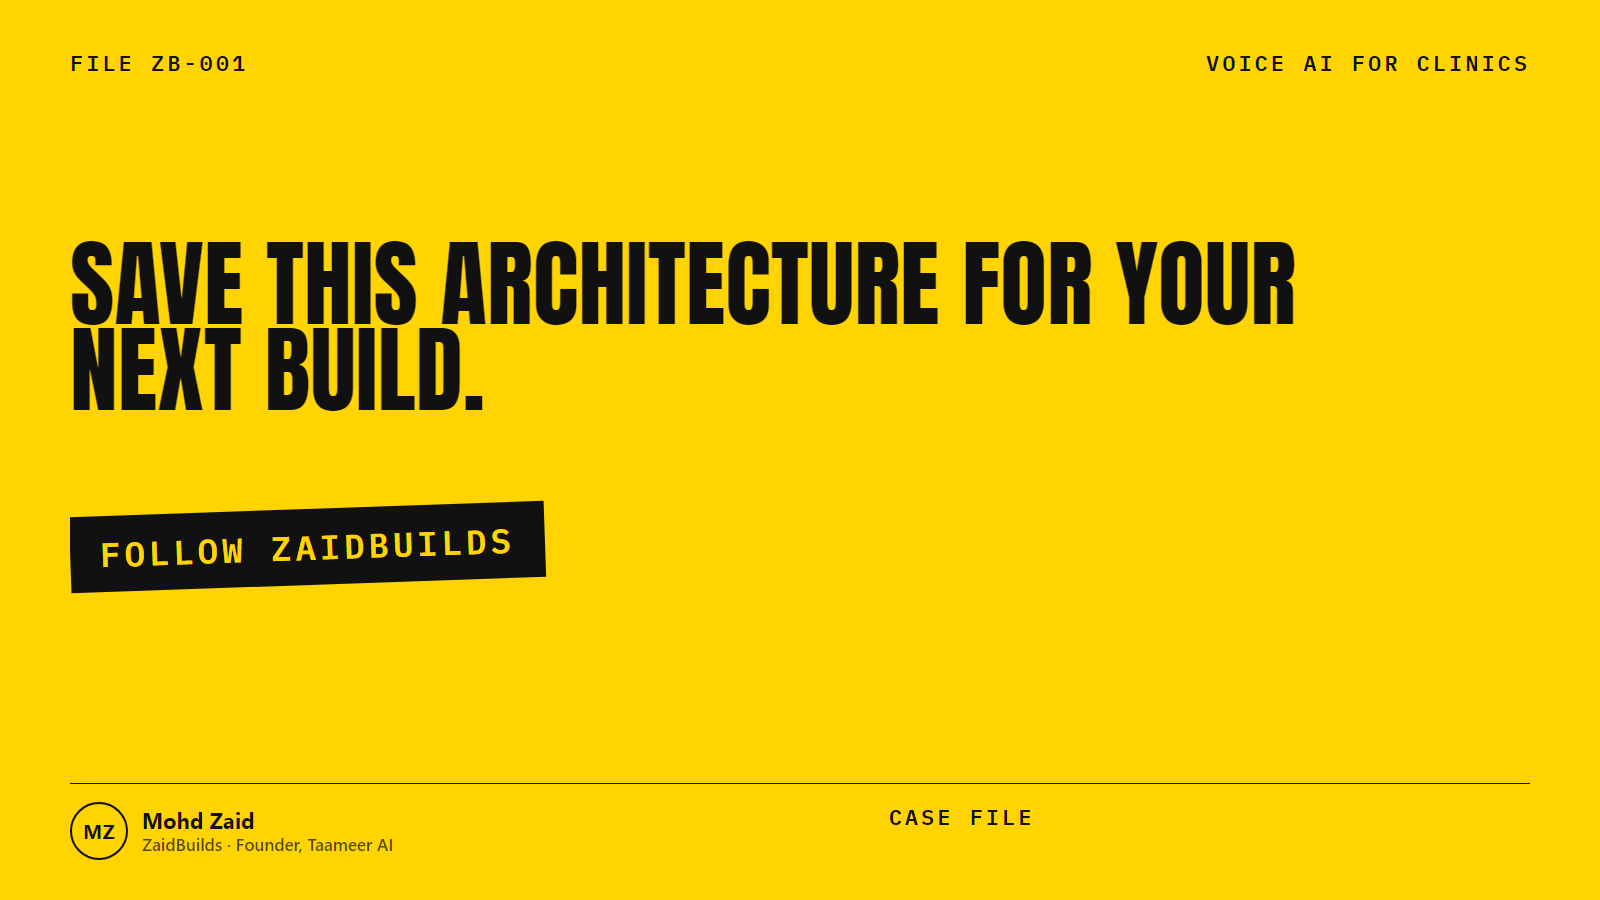 FILE ZB-001
VOICE AI FOR CLINICS
SAVE THIS ARCHITECTURE FOR YOUR
NEXT BUILD.
FOLLOW ZAIDBUILDS
MZ
Mohd Zaid
ZaidBuilds · Founder, Taameer AI
CASE FILE